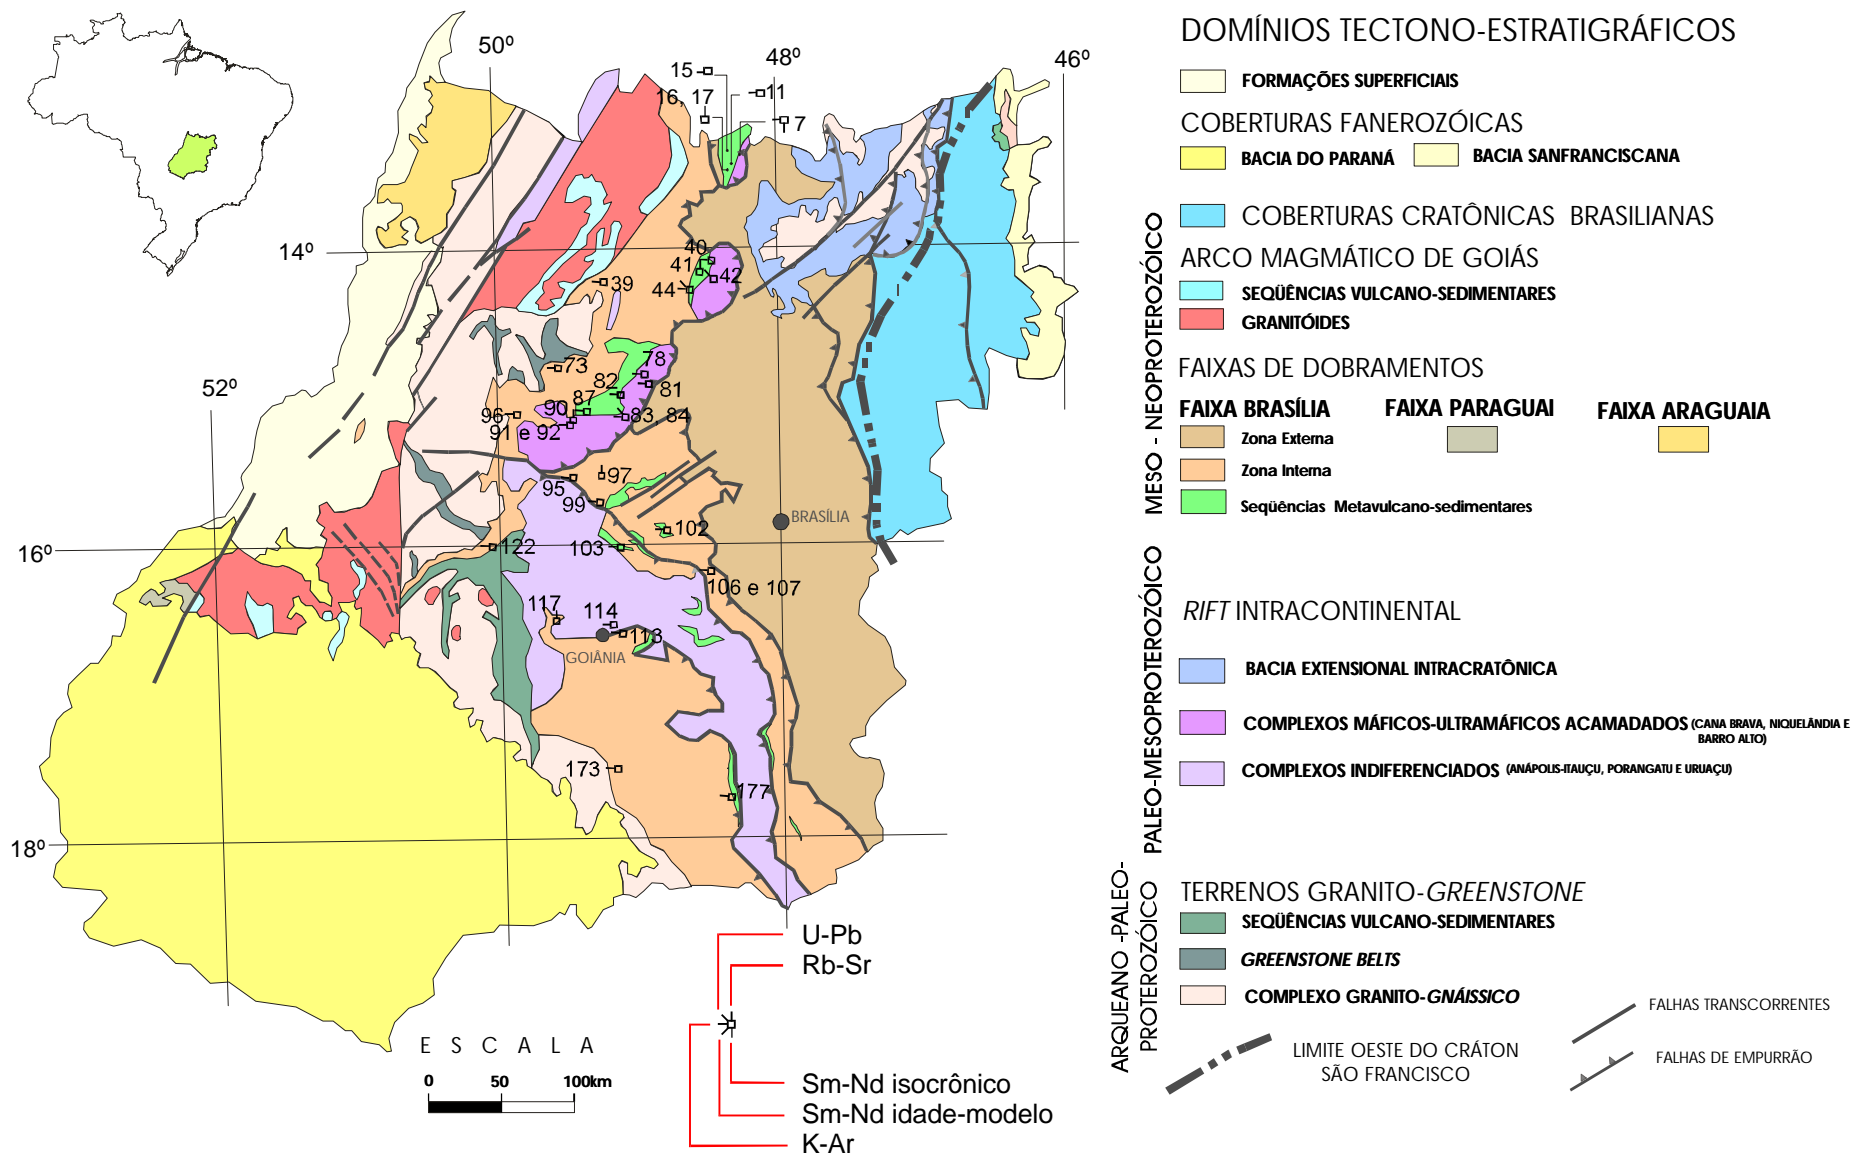 50º
48º
46º
15
16, 17
11
7
14º
40
41
42
44
39
52º
73
78
82
81
87
90
96
83, 84
91 e 92
97
95
99
BRASÍLIA
102
16º
122
103
106 e 107
117
114
113
GOIÂNIA
173
177
18º
U-Pb
Rb-Sr
Sm-Nd isocrônico
Sm-Nd idade-modelo
K-Ar
E S C A L A
0 50 100km
DOMÍNIOS TECTONO-ESTRATIGRÁFICOS
FORMAÇÕES SUPERFICIAIS
COBERTURAS FANEROZÓICAS
BACIA DO PARANÁ
BACIA SANFRANCISCANA
MESO - NEOPROTEROZÓICO
COBERTURAS CRATÔNICAS BRASILIANAS
ARCO MAGMÁTICO DE GOIÁS
SEQÜÊNCIAS VULCANO-SEDIMENTARES
GRANITÓIDES
FAIXAS DE DOBRAMENTOS
FAIXA BRASÍLIA
FAIXA PARAGUAI
FAIXA ARAGUAIA
Zona Externa
Zona Interna
Seqüências Metavulcano-sedimentares
PALEO-MESOPROTEROZÓICO
RIFT INTRACONTINENTAL
BACIA EXTENSIONAL INTRACRATÔNICA
COMPLEXOS MÁFICOS-ULTRAMÁFICOS ACAMADADOS (CANA BRAVA, NIQUELÂNDIA E
BARRO ALTO)
COMPLEXOS INDIFERENCIADOS (ANÁPOLIS-ITAUÇU, PORANGATU E URUAÇU)
ARQUEANO -PALEO-
PROTEROZÓICO
TERRENOS GRANITO-GREENSTONE
SEQÜÊNCIAS VULCANO-SEDIMENTARES
GREENSTONE BELTS
COMPLEXO GRANITO-GNÁISSICO
LIMITE OESTE DO CRÁTON
SÃO FRANCISCO
FALHAS TRANSCORRENTES
FALHAS DE EMPURRÃO